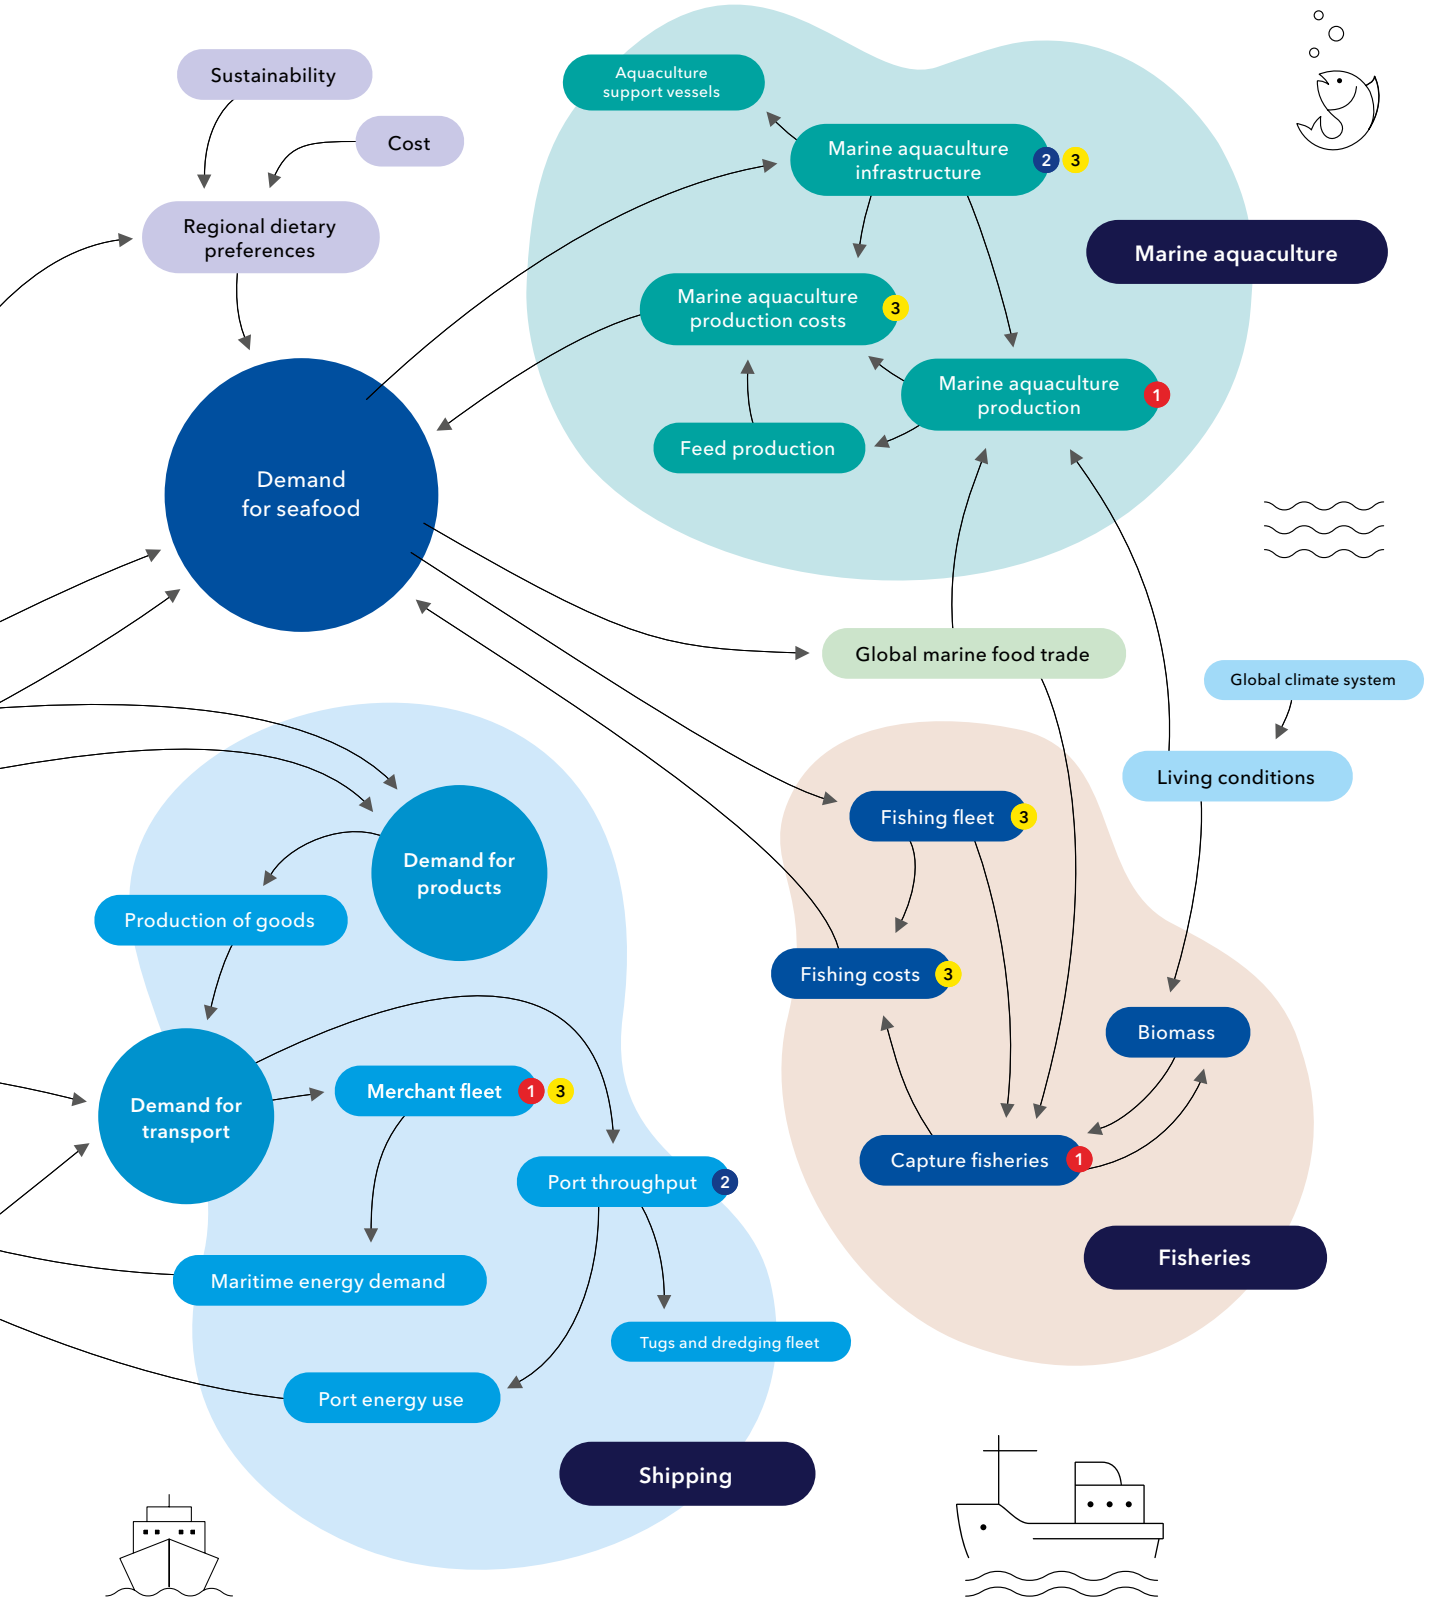 Sustainability
Cost
Regional dietary
preferences
Demand
for seafood
Aquaculture
support vessels
Marine aquaculture
infrastructure
2
3
Marine aquaculture
Marine aquaculture
production costs
3
Marine aquaculture
production
1
Feed production
Global marine food trade
Global climate system
Living conditions
Fishing fleet
3
Fishing costs
3
Biomass
Capture fisheries
1
Fisheries
Demand for
products
Production of goods
Demand for
transport
Merchant fleet
1
3
Port throughput
2
Maritime energy demand
Tugs and dredging fleet
Port energy use
Shipping